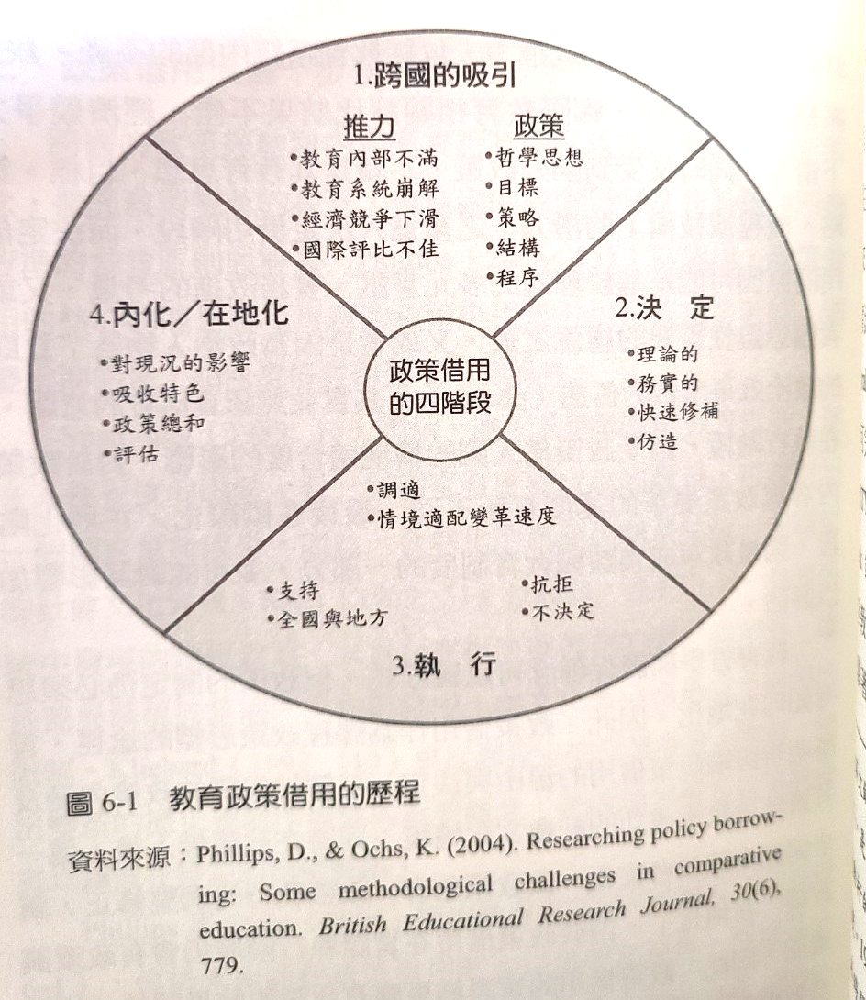 1.跨國的吸引
推力
•教育內部不滿
•教育系統崩解
•經濟競爭下滑
•國際評比不佳
政策
•哲學思想
•目標
•策略
•結構
•程序
2.決 定
•理論的
•務實的
•快速修補
•仿造
•調適
•情境適配變革速度
•支持
•全國與地方
•抗拒
•不決定
3.執 行
4.內化／在地化
•對現況的影響
•吸收特色
•政策總和
•評估
政策借用
的四階段
圖 6-1 教育政策借用的歷程
資料來源：Phillips, D., & Ochs, K. (2004). Researching policy borrow-
ing: Some methodological challenges in comparative
education. British Educational Research Journal, 30(6),
779.